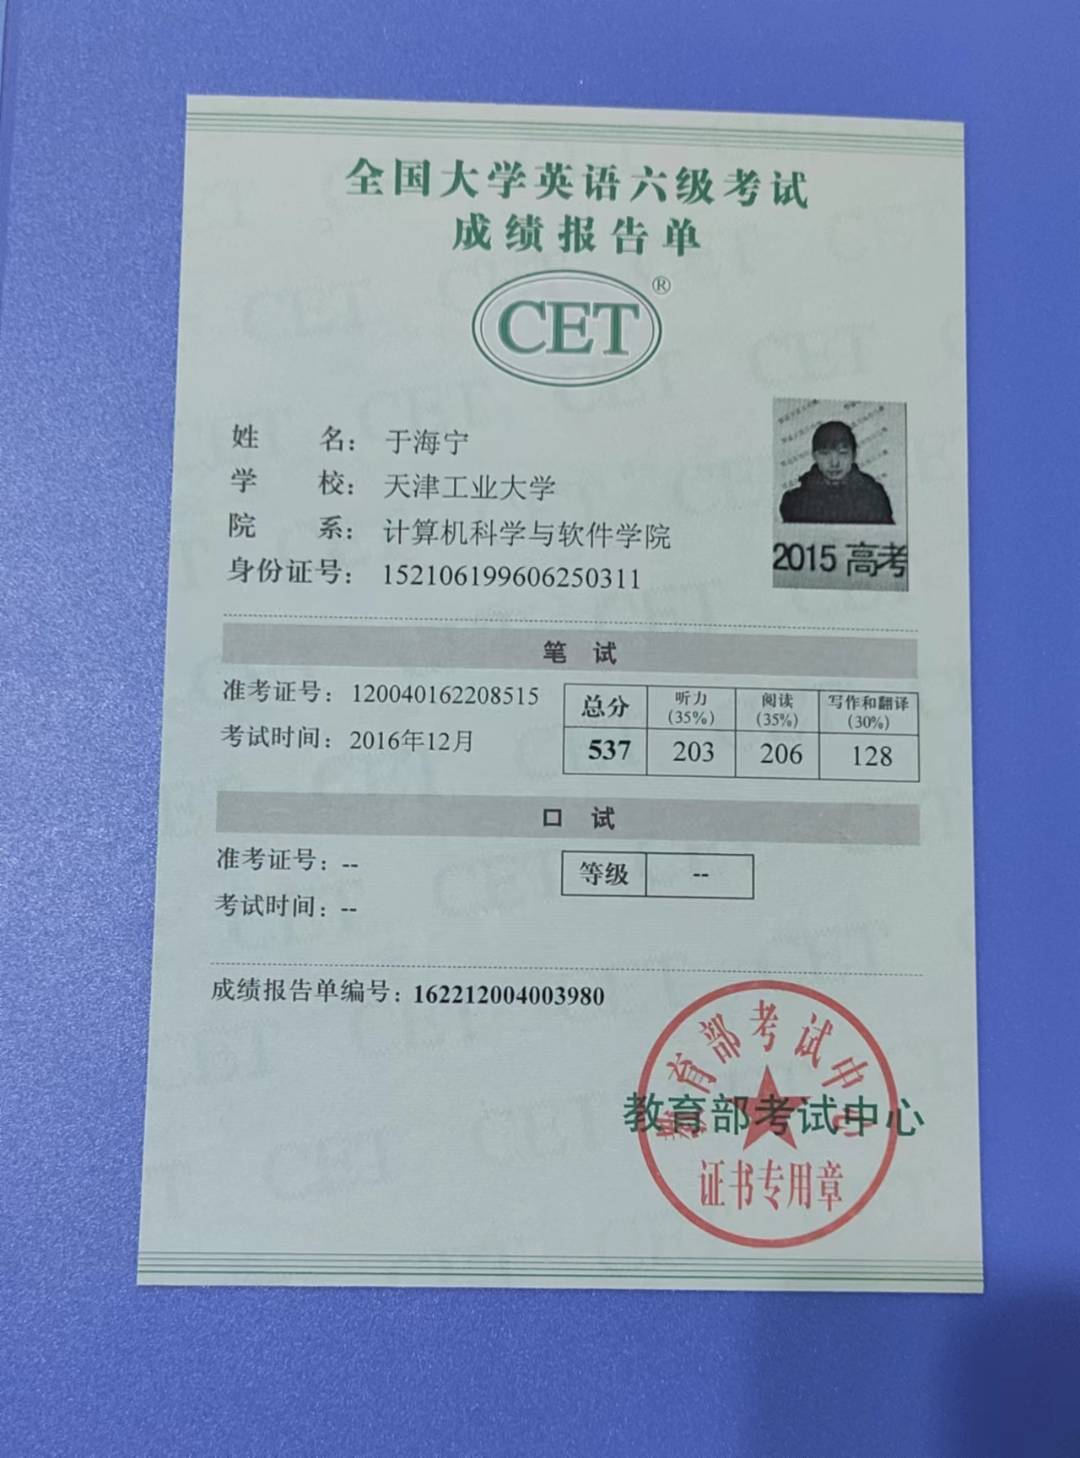 全国大学英语六级考试
成绩报告单
CET®
姓 名： 于海宁
学 校： 天津工业大学
院 系： 计算机科学与软件学院
身份证号： 152106199606250311
2015 高考
笔 试
准考证号： 120040162208515
考试时间： 2016年12月
总分 听力 (35%) 阅读 (35%) 写作和翻译 (30%)
537 203 206 128
口 试
准考证号：--
考试时间：--
等级 --
成绩报告单编号：162212004003980
教育部考试中心
教育部考试中心
证书专用章